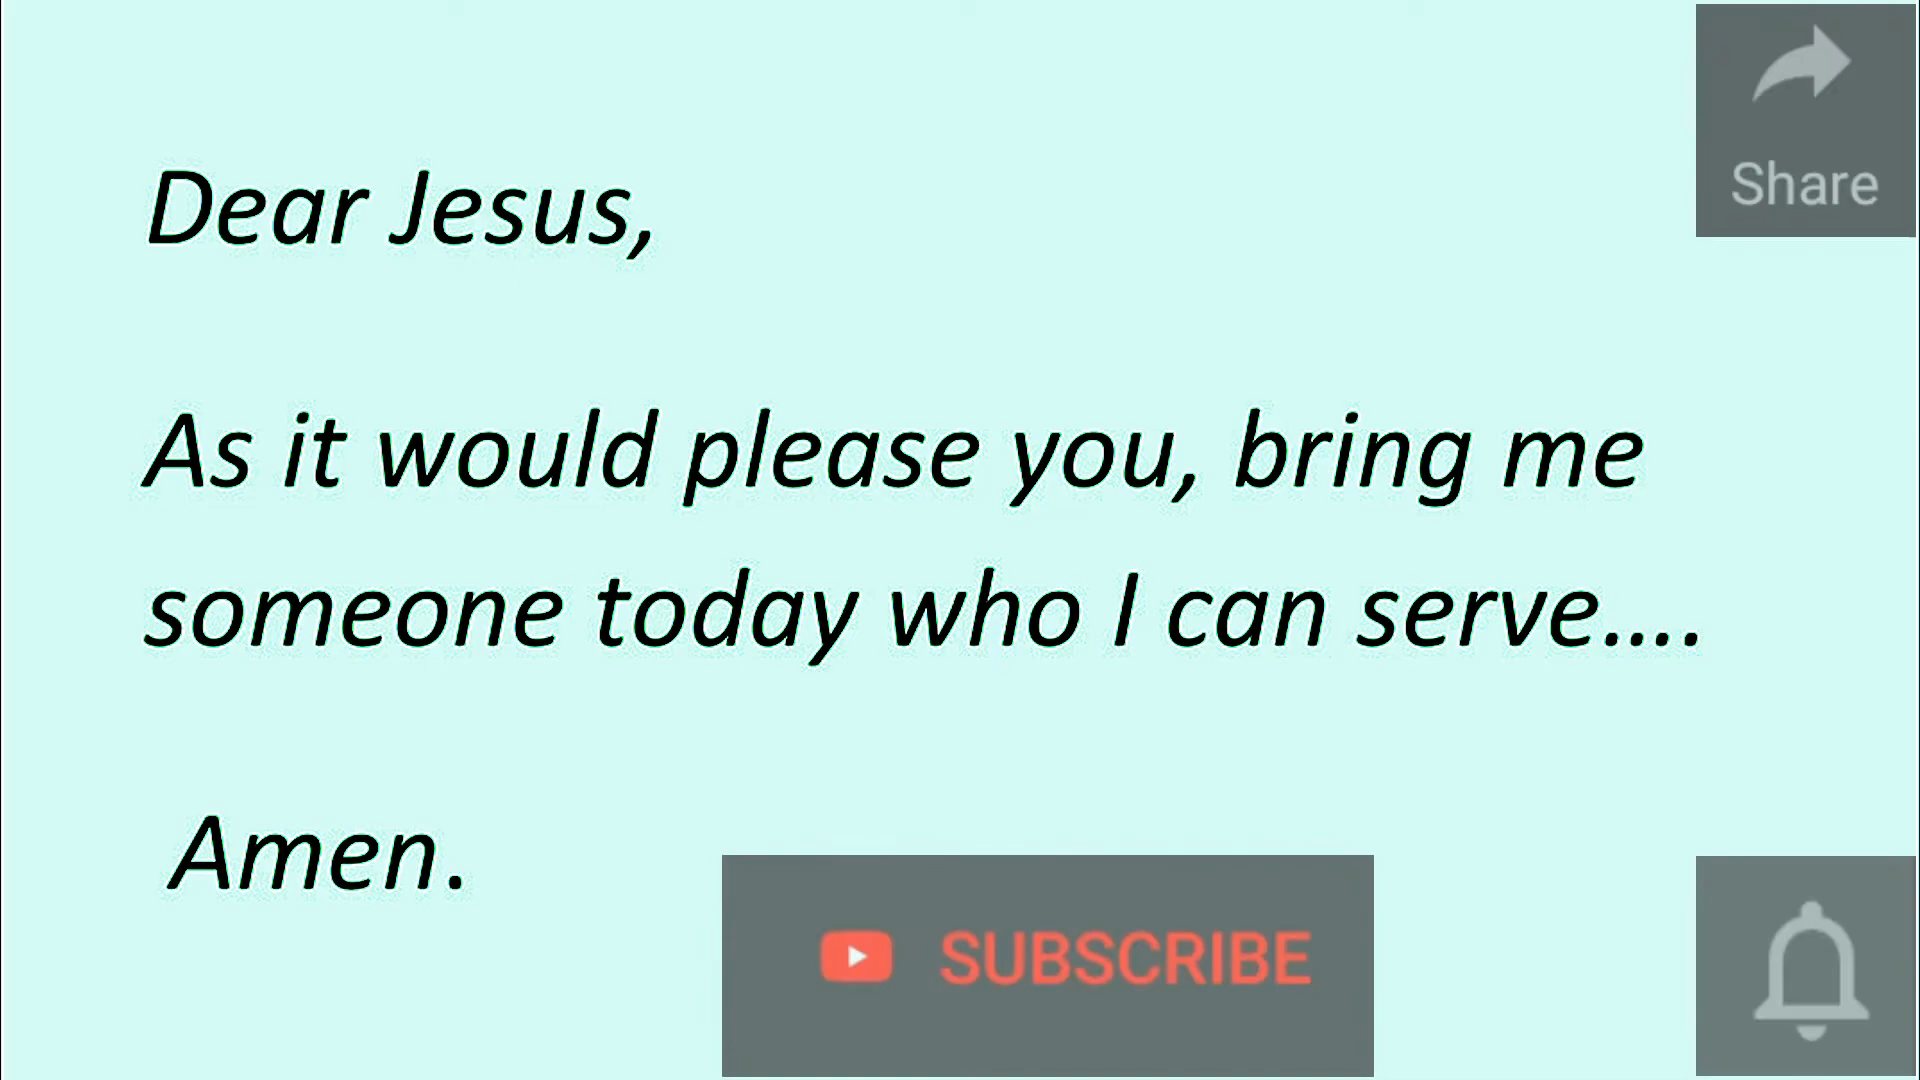 Share
Dear Jesus,
As it would please you, bring me
someone today who I can serve....
Amen.
SUBSCRIBE